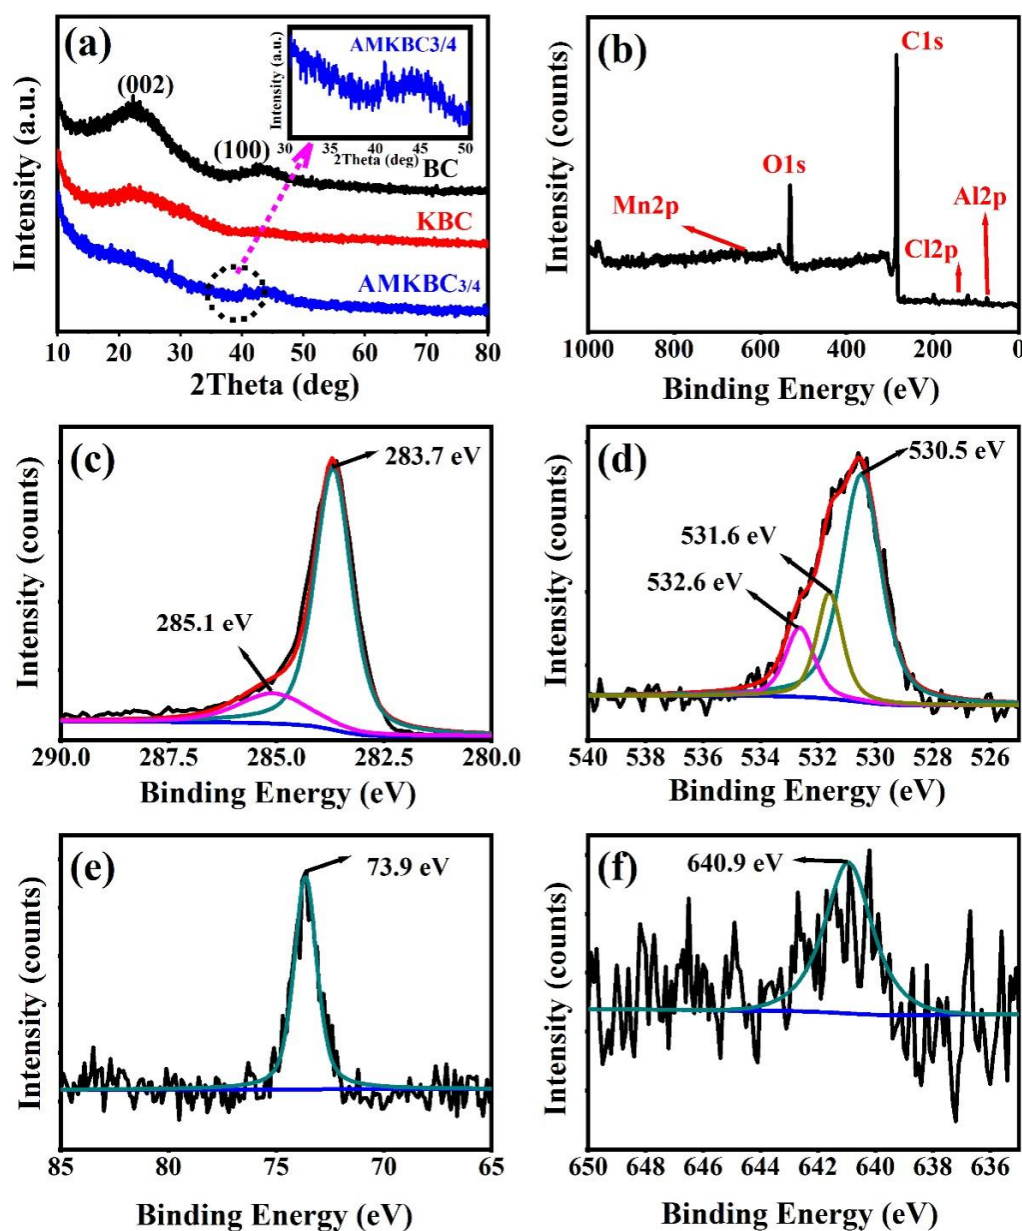 (a)
AMKBC3/4
Intensity (a.u.)
30 35 40 45 50
2Theta (deg)
(002)
(100)
BC
KBC
AMKBC3/4
Intensity (a.u.)
10 20 30 40 50 60 70 80
2Theta (deg)
(b)
C1s
O1s
Mn2p
Al2p
Cl2p
Intensity (counts)
1000 800 600 400 200 0
Binding Energy (eV)
(c)
283.7 eV
285.1 eV
Intensity (counts)
290.0 287.5 285.0 282.5 280.0
Binding Energy (eV)
(d)
530.5 eV
531.6 eV
532.6 eV
Intensity (counts)
540 538 536 534 532 530 528 526
Binding Energy (eV)
(e)
73.9 eV
Intensity (counts)
85 80 75 70 65
Binding Energy (eV)
(f)
640.9 eV
Intensity (counts)
650 648 646 644 642 640 638 636
Binding Energy (eV)